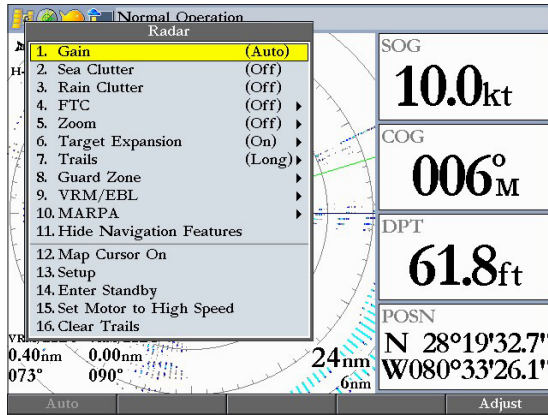 Normal Operation
Radar
1. Gain (Auto)
2. Sea Clutter (Off)
3. Rain Clutter (Off)
4. FTC (Off)
5. Zoom (Off)
6. Target Expansion (On)
7. Trails (Long)
8. Guard Zone
9. VRM/EBL
10. MARPA
11. Hide Navigation Features
12. Map Cursor On
13. Setup
14. Enter Standby
15. Set Motor to High Speed
16. Clear Trails
0.40nm 0.00nm
073° 090°
24nm
6nm
SOG
10.0kt
COG
006°M
DPT
61.8ft
POSN
N 28°19'32.7"
W080°33'26.1"
Auto
Adjust